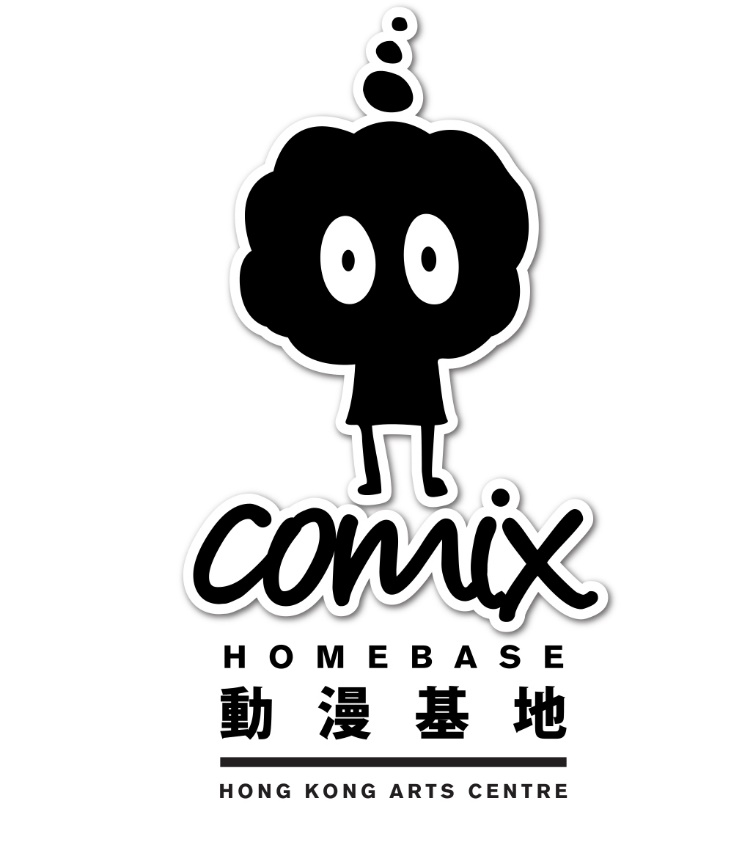 comix
HOMEBASE
動漫基地
HONG KONG ARTS CENTRE